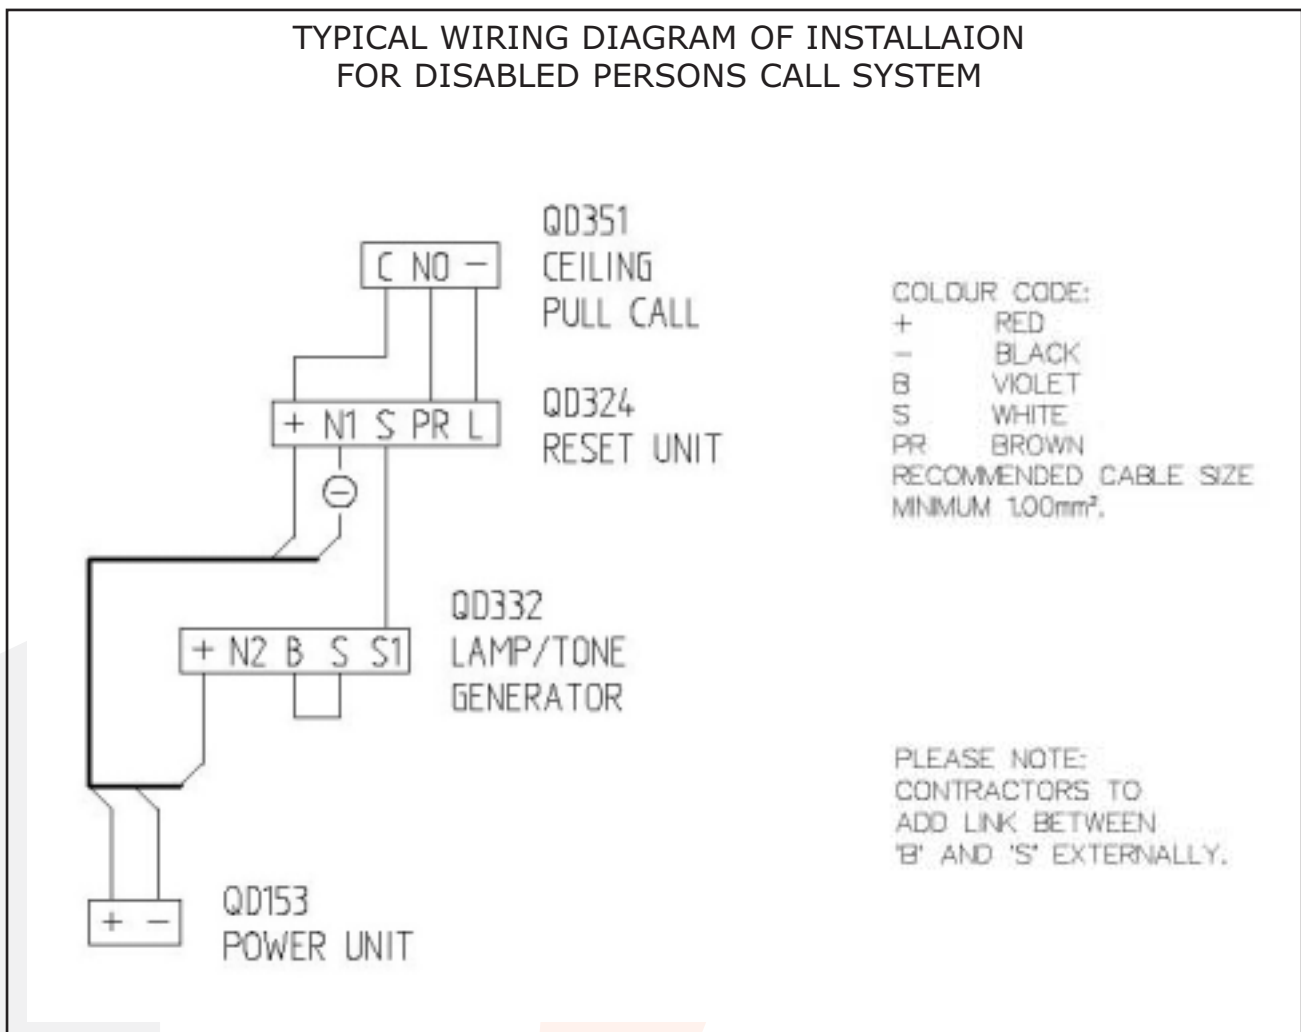 TYPICAL WIRING DIAGRAM OF INSTALLAION
FOR DISABLED PERSONS CALL SYSTEM
QD351
CEILING
PULL CALL
C NO −
QD324
RESET UNIT
+ N1 S PR L
−
QD332
LAMP/TONE
GENERATOR
+ N2 B S S1
QD153
POWER UNIT
+ −
COLOUR CODE:
+ RED
− BLACK
B VIOLET
S WHITE
PR BROWN
RECOMMENDED CABLE SIZE
MINIMUM 1.00mm².
PLEASE NOTE:
CONTRACTORS TO
ADD LINK BETWEEN
'B' AND 'S' EXTERNALLY.